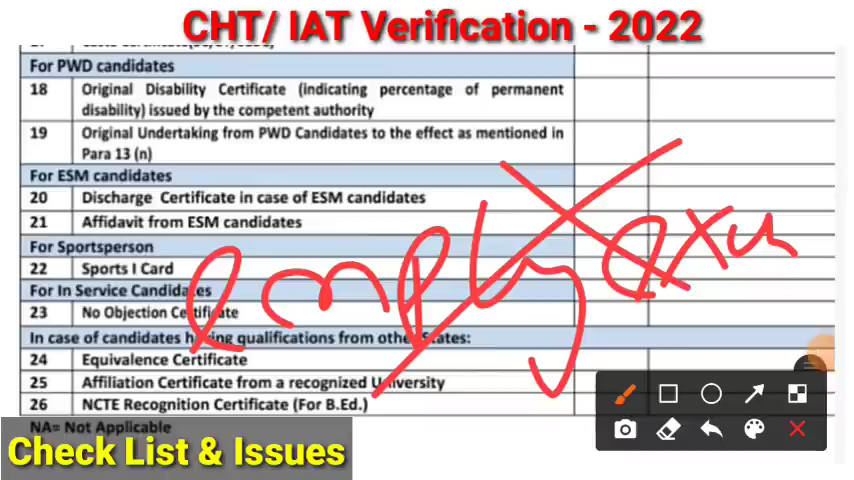 CHT/ IAT Verification - 2022
For PWD candidates
18 Original Disability Certificate (indicating percentage of permanent
disability) issued by the competent authority
19 Original Undertaking from PWD Candidates to the effect as mentioned in
Para 13 (n)
For ESM candidates
20 Discharge Certificate in case of ESM candidates
21 Affidavit from ESM candidates
For Sportsperson
22 Sports I Card
For In Service Candidates
23 No Objection Certificate
In case of candidates having qualifications from other States:
24 Equivalence Certificate
25 Affiliation Certificate from a recognized University
26 NCTE Recognition Certificate (For B.Ed.)
NA= Not Applicable
Check List & Issues